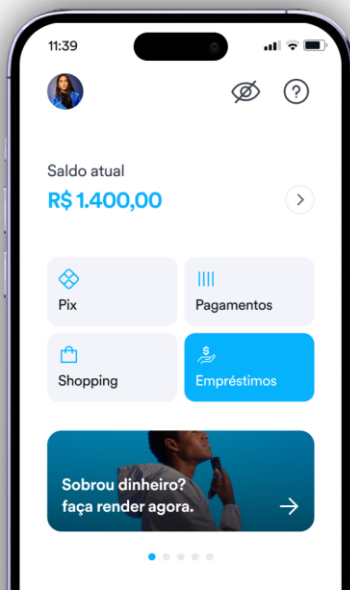 11:39
Saldo atual
R$ 1.400,00
Pix
Pagamentos
Shopping
Empréstimos
Sobrou dinheiro?
faça render agora.